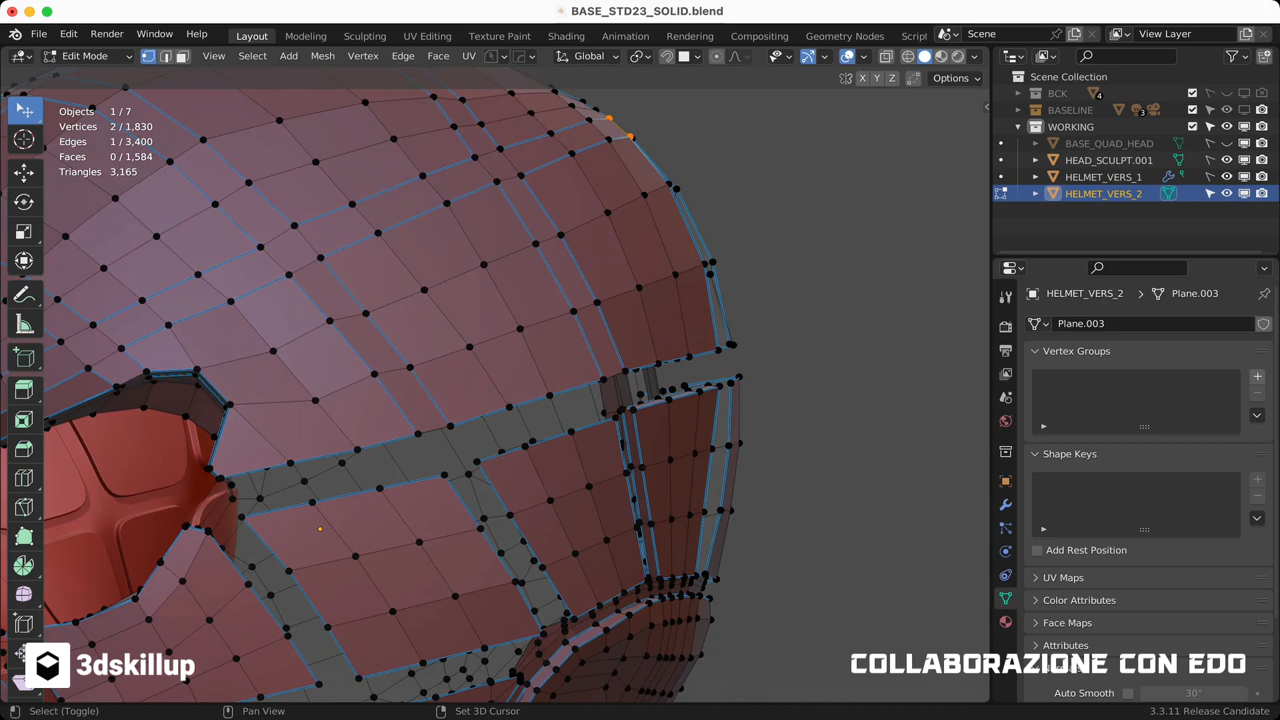 BASE_STD23_SOLID.blend
File Edit Render Window Help
Layout Modeling Sculpting UV Editing Texture Paint Shading Animation Rendering Compositing Geometry Nodes Script
Scene
View Layer
Edit Mode
View Select Add Mesh Vertex Edge Face UV
Global
X Y Z
Options
Objects 1 / 7
Vertices 2 / 1,830
Edges 1 / 3,400
Faces 0 / 1,584
Triangles 3,165
Scene Collection
BCK 4
BASELINE 3
WORKING
BASE_QUAD_HEAD
HEAD_SCULPT.001
HELMET_VERS_1
HELMET_VERS_2
HELMET_VERS_2 Plane.003
Plane.003
Vertex Groups
Shape Keys
Add Rest Position
UV Maps
Color Attributes
Face Maps
Attributes
Auto Smooth 30°
3dskillup
COLLABORAZIONE CON EDO
Select (Toggle) Pan View Set 3D Cursor
3.3.11 Release Candidate